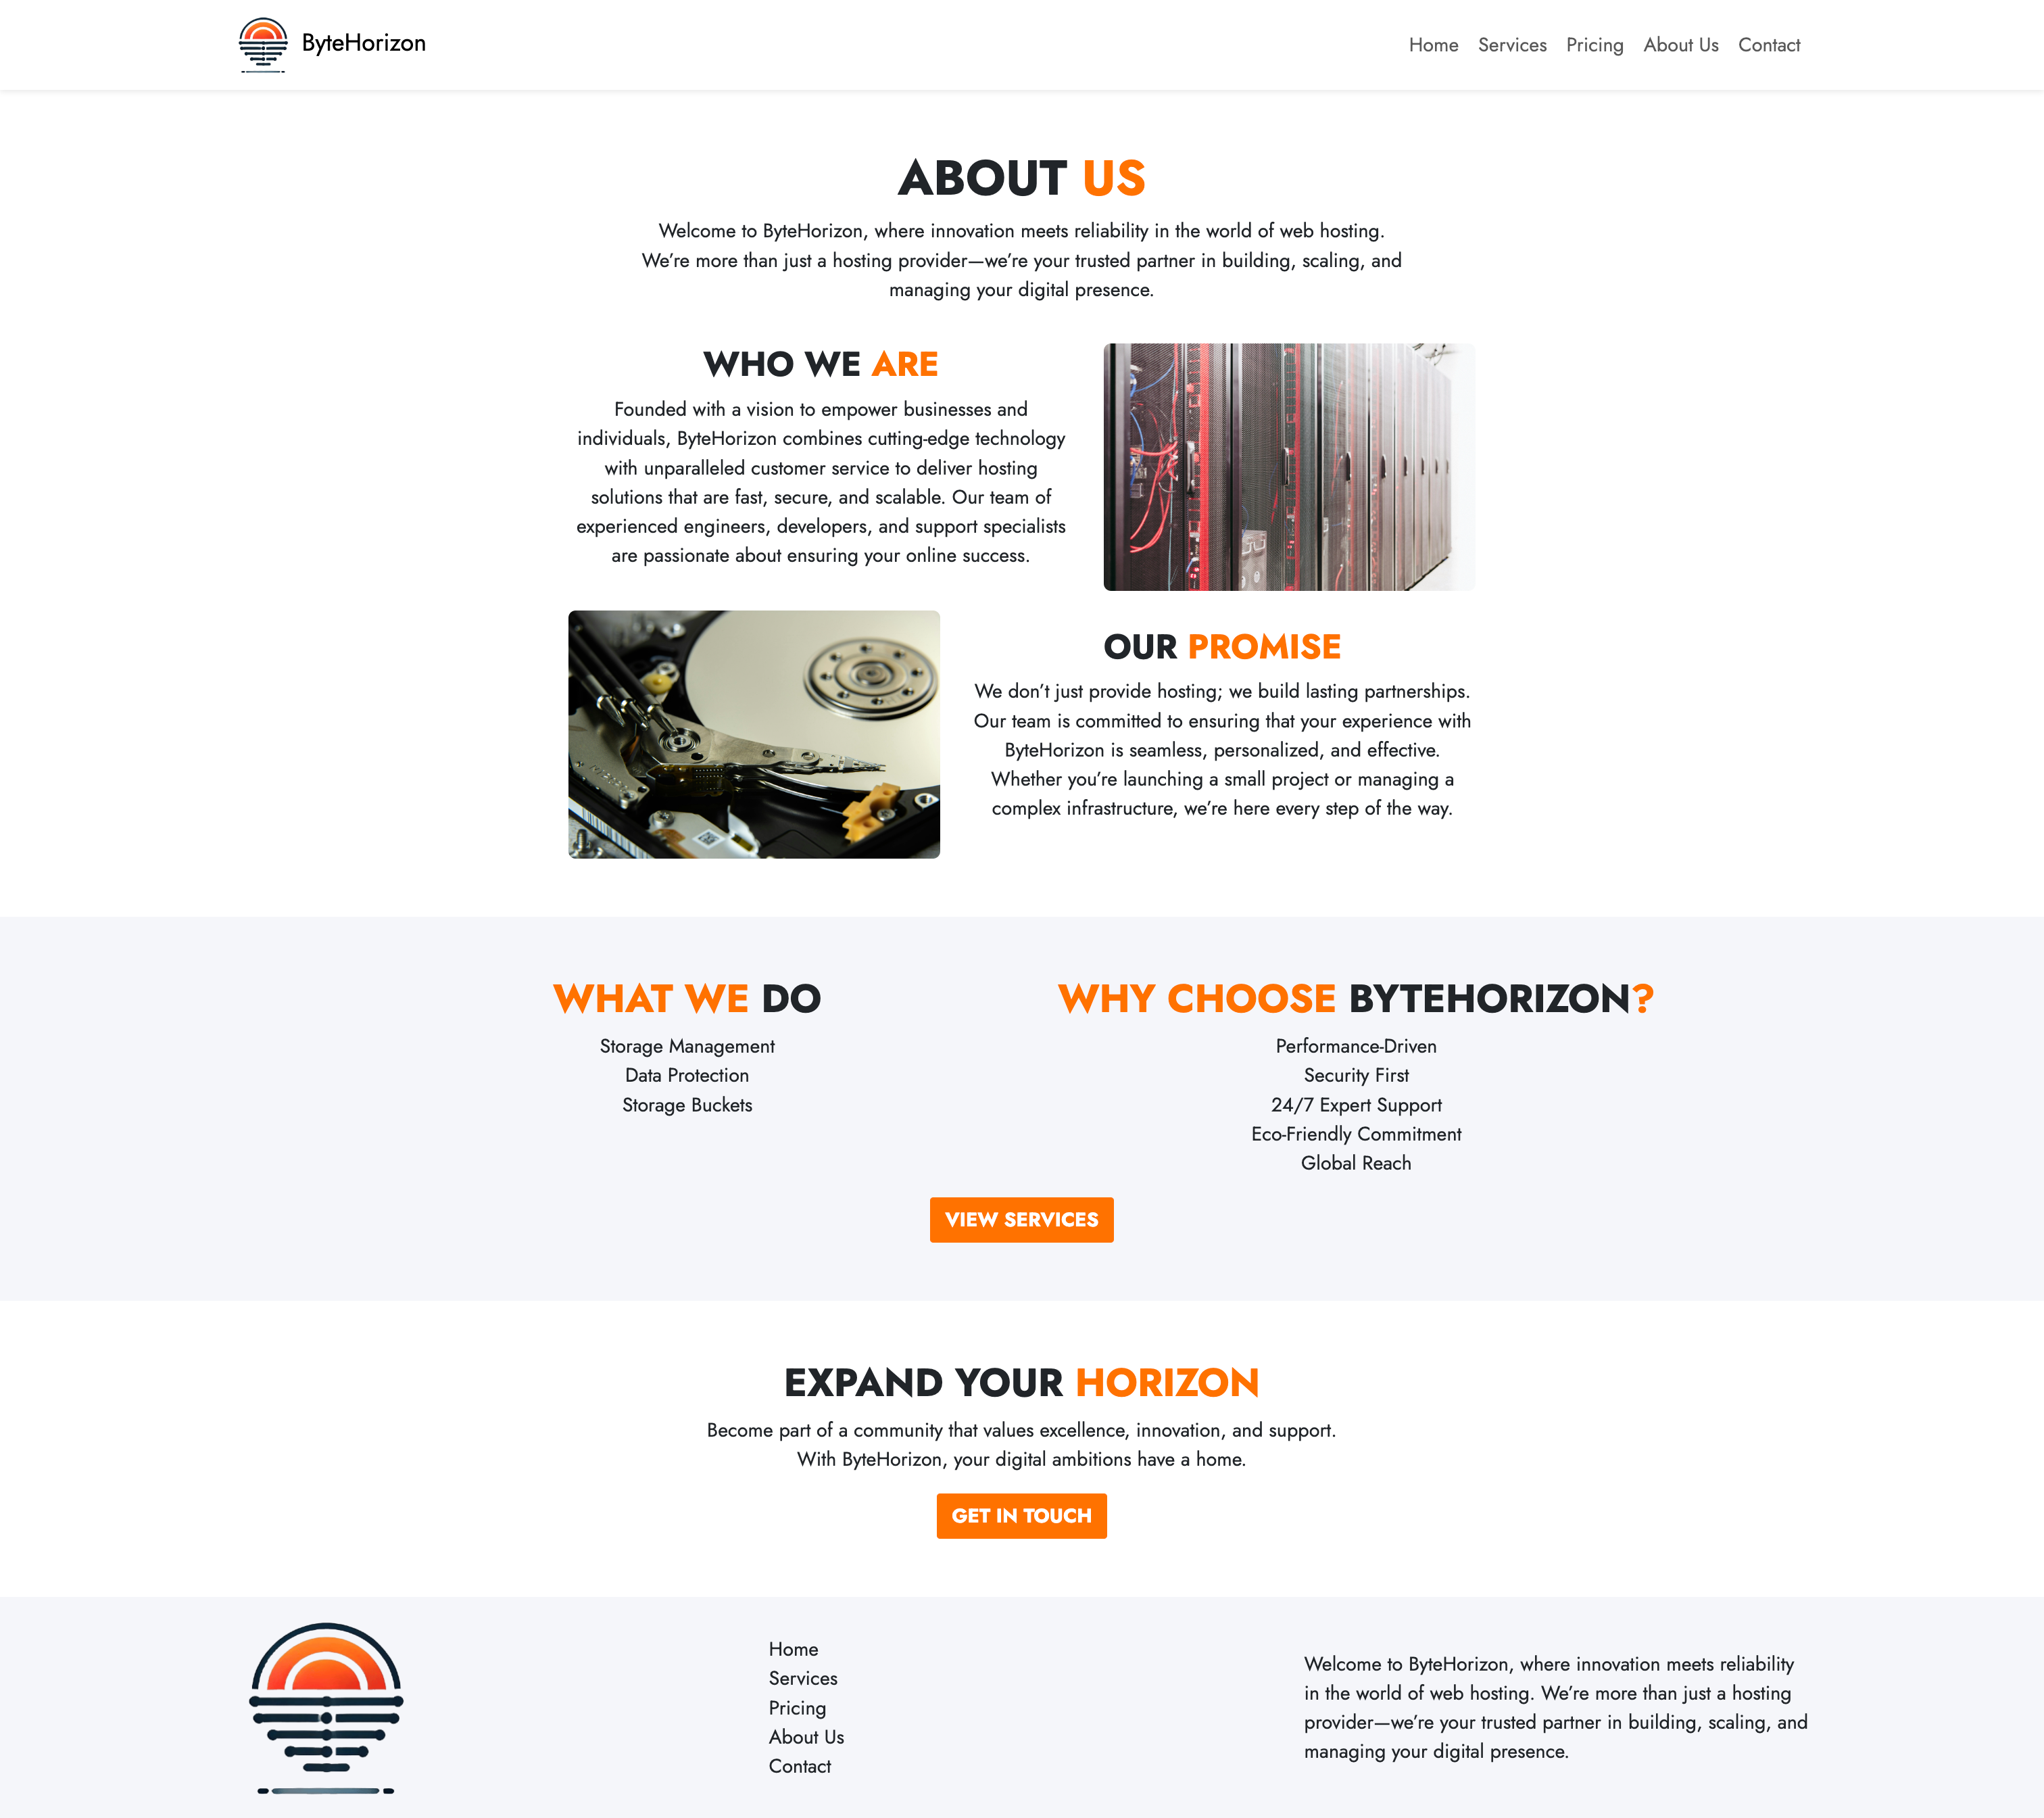 ByteHorizon
Home Services Pricing About Us Contact
ABOUT US
Welcome to ByteHorizon, where innovation meets reliability in the world of web hosting.
We’re more than just a hosting provider—we’re your trusted partner in building, scaling, and
managing your digital presence.
WHO WE ARE
Founded with a vision to empower businesses and
individuals, ByteHorizon combines cutting-edge technology
with unparalleled customer service to deliver hosting
solutions that are fast, secure, and scalable. Our team of
experienced engineers, developers, and support specialists
are passionate about ensuring your online success.
OUR PROMISE
We don’t just provide hosting; we build lasting partnerships.
Our team is committed to ensuring that your experience with
ByteHorizon is seamless, personalized, and effective.
Whether you’re launching a small project or managing a
complex infrastructure, we’re here every step of the way.
WHAT WE DO
Storage Management
Data Protection
Storage Buckets
WHY CHOOSE BYTEHORIZON?
Performance-Driven
Security First
24/7 Expert Support
Eco-Friendly Commitment
Global Reach
VIEW SERVICES
EXPAND YOUR HORIZON
Become part of a community that values excellence, innovation, and support.
With ByteHorizon, your digital ambitions have a home.
GET IN TOUCH
Home
Services
Pricing
About Us
Contact
Welcome to ByteHorizon, where innovation meets reliability
in the world of web hosting. We’re more than just a hosting
provider—we’re your trusted partner in building, scaling, and
managing your digital presence.